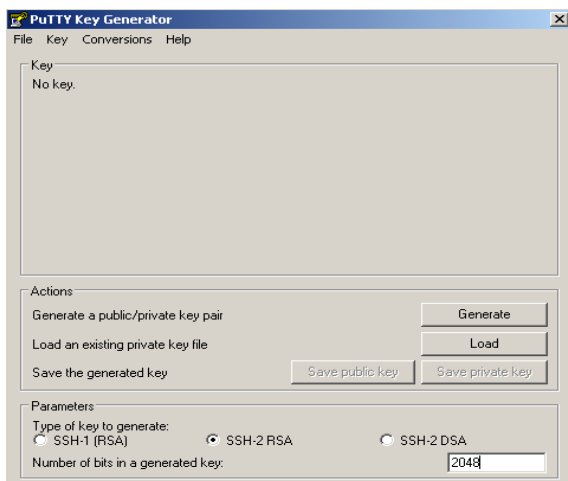 PuTTY Key Generator
File Key Conversions Help
Key
No key.
Actions
Generate a public/private key pair Generate
Load an existing private key file Load
Save the generated key Save public key Save private key
Parameters
Type of key to generate:
SSH-1 (RSA) SSH-2 RSA SSH-2 DSA
Number of bits in a generated key: 2048